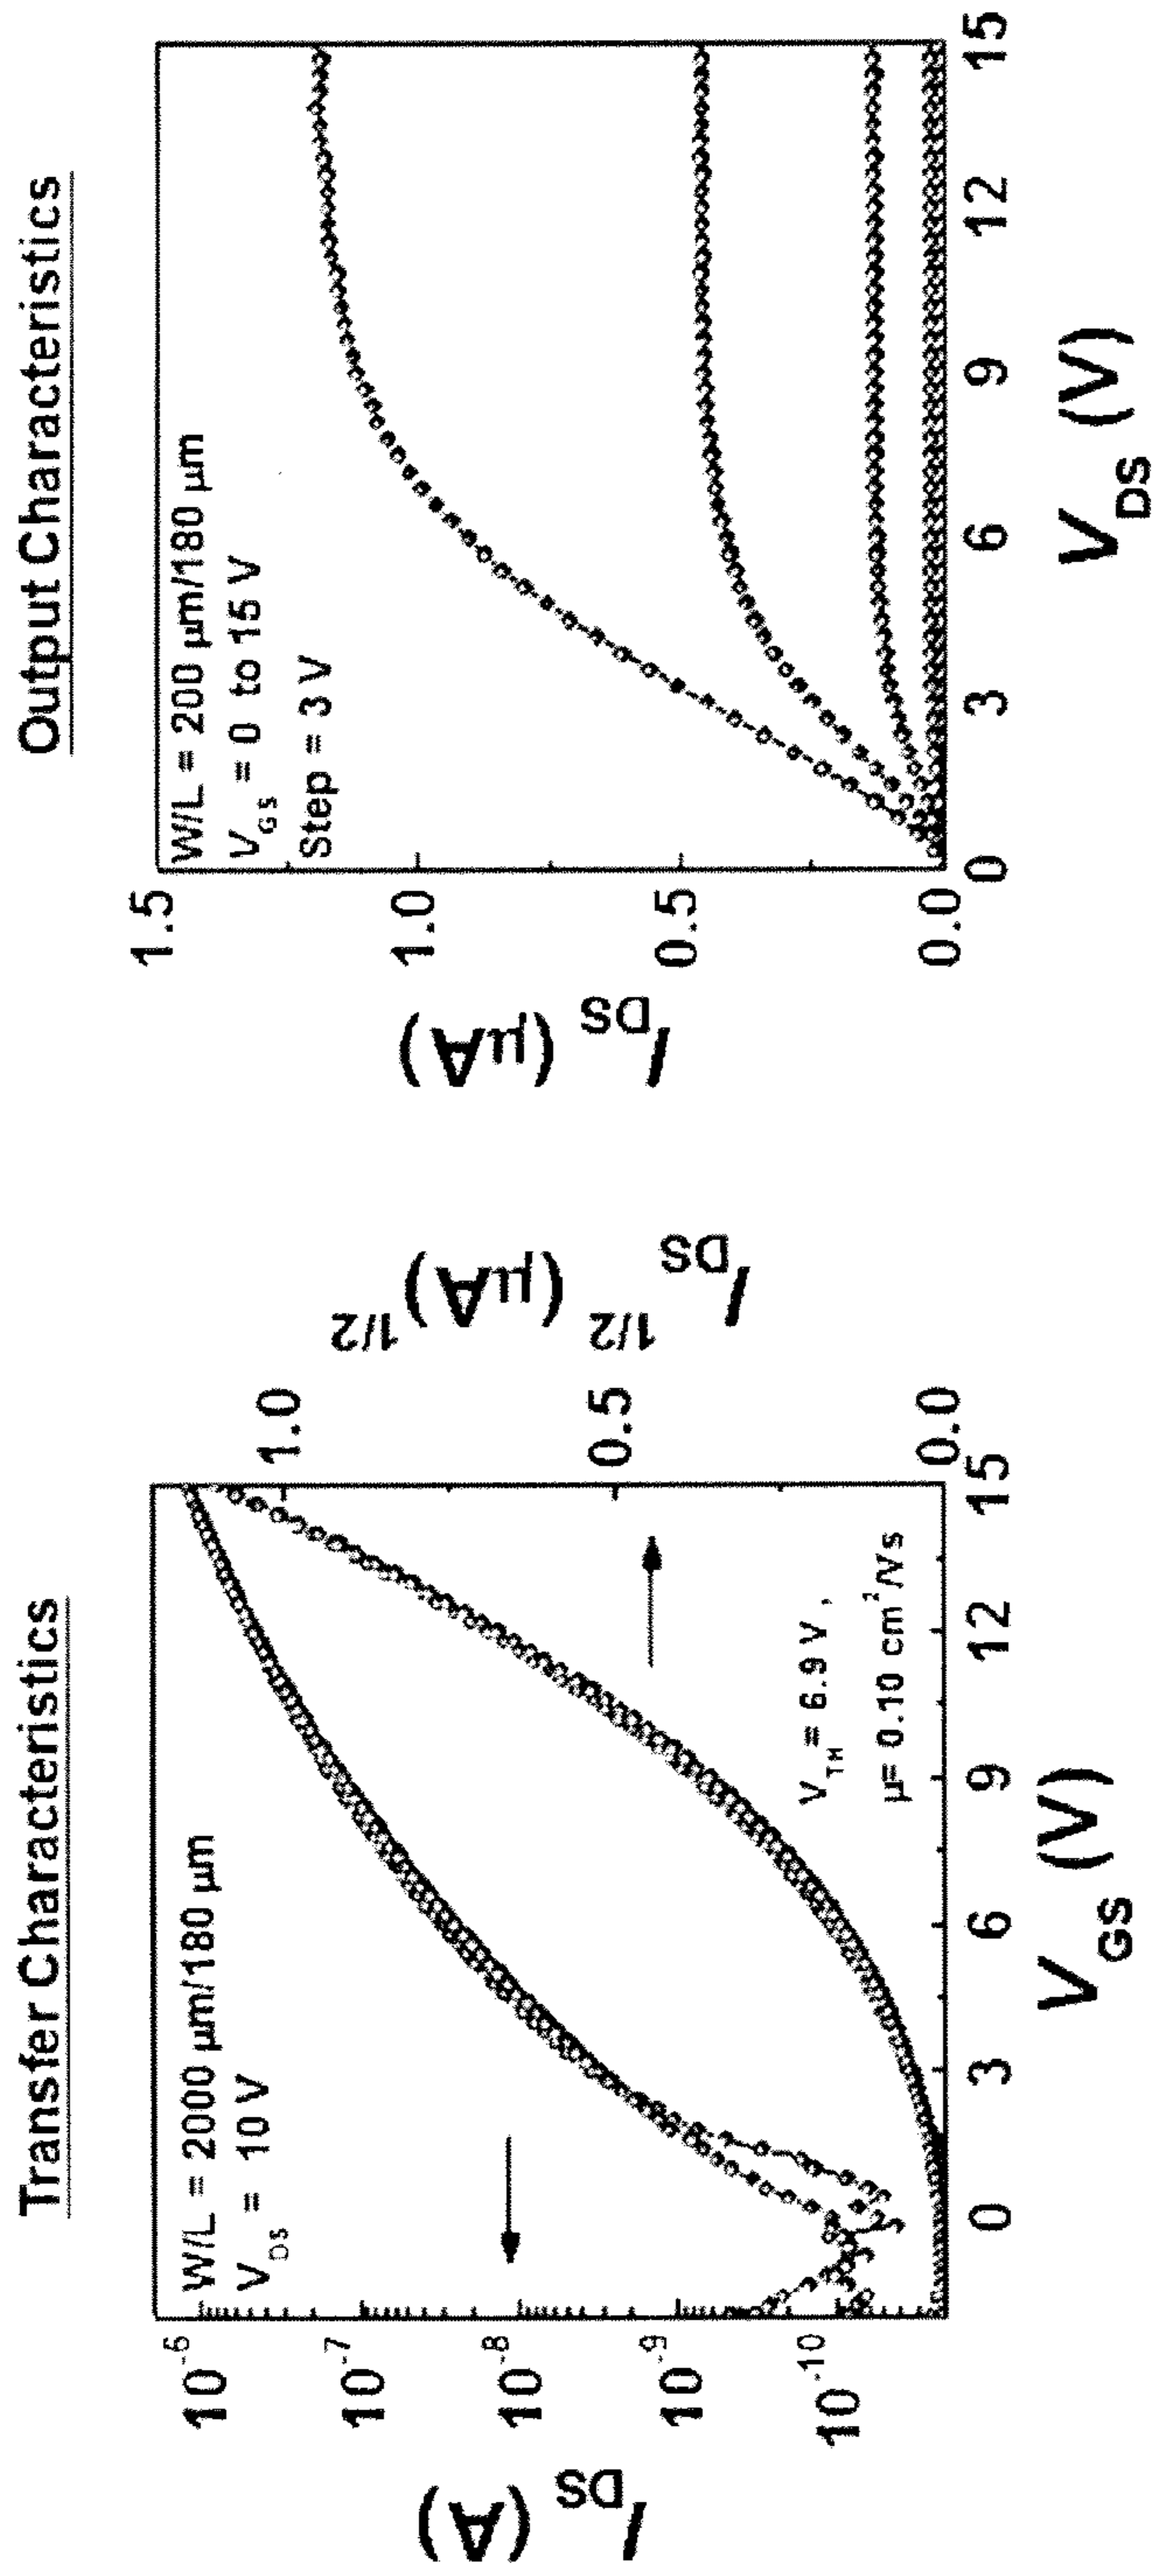 Transfer Characteristics
W/L = 2000 μm/180 μm
V_DS = 10 V
V_TH = 6.9 V ,
μ= 0.10 cm²/Vs
10⁻⁶
10⁻⁷
10⁻⁸
10⁻⁹
10⁻¹⁰
I_DS (A)
0 3 6 9 12 15
V_GS (V)
1.0
0.5
0.0
I_DS^1/2 (μA)^1/2
Output Characteristics
W/L = 200 μm/180 μm
V_GS = 0 to 15 V
Step = 3 V
1.5
1.0
0.5
0.0
I_DS (μA)
0 3 6 9 12 15
V_DS (V)